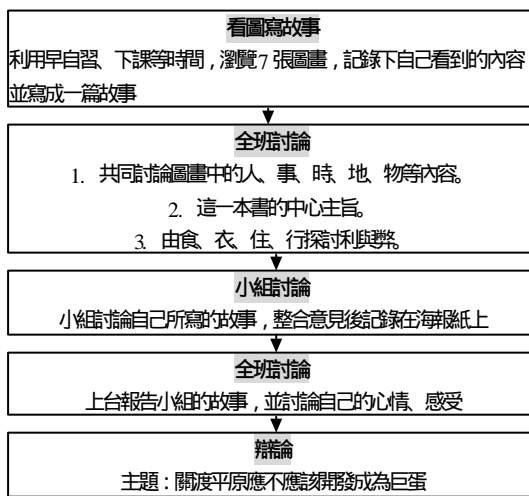 看圖寫故事
利用早自習、下課等時間，瀏覽 7 張圖畫，記錄下自己看到的內容
並寫成一篇故事
全班討論
1. 共同討論圖畫中的人、事、時、地、物等內容。
2. 這一本書的中心主旨。
3. 由食、衣、住、行探討利與弊。
小組討論
小組討論自己所寫的故事，整合意見後記錄在海報紙上
全班討論
上台報告小組的故事，並討論自己的心情、感受
辯論
主題：關渡平原應不應該開發成為巨蛋